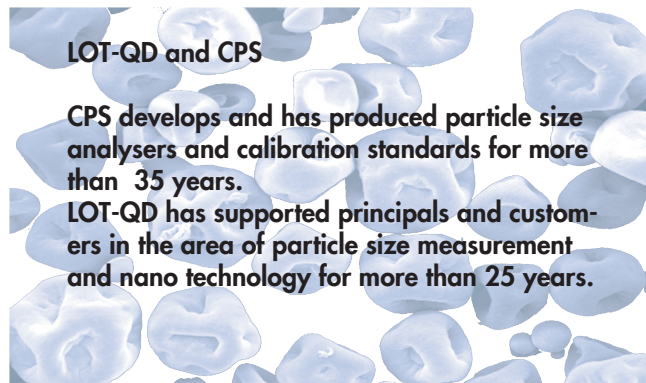 LOT-QD and CPS
CPS develops and has produced particle size
analysers and calibration standards for more
than 35 years.
LOT-QD has supported principals and custom-
ers in the area of particle size measurement
and nano technology for more than 25 years.